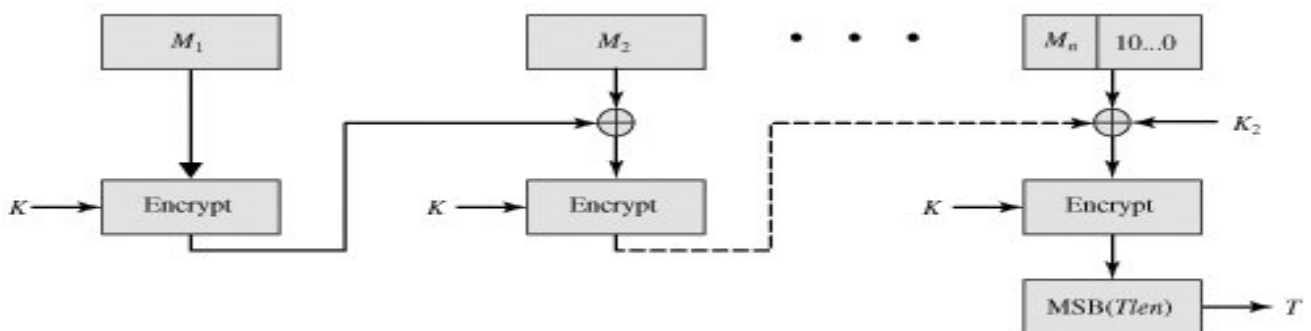 M₁
M₂
Mₙ 10...0
K₂
K Encrypt
K Encrypt
K Encrypt
MSB(Tlen) T